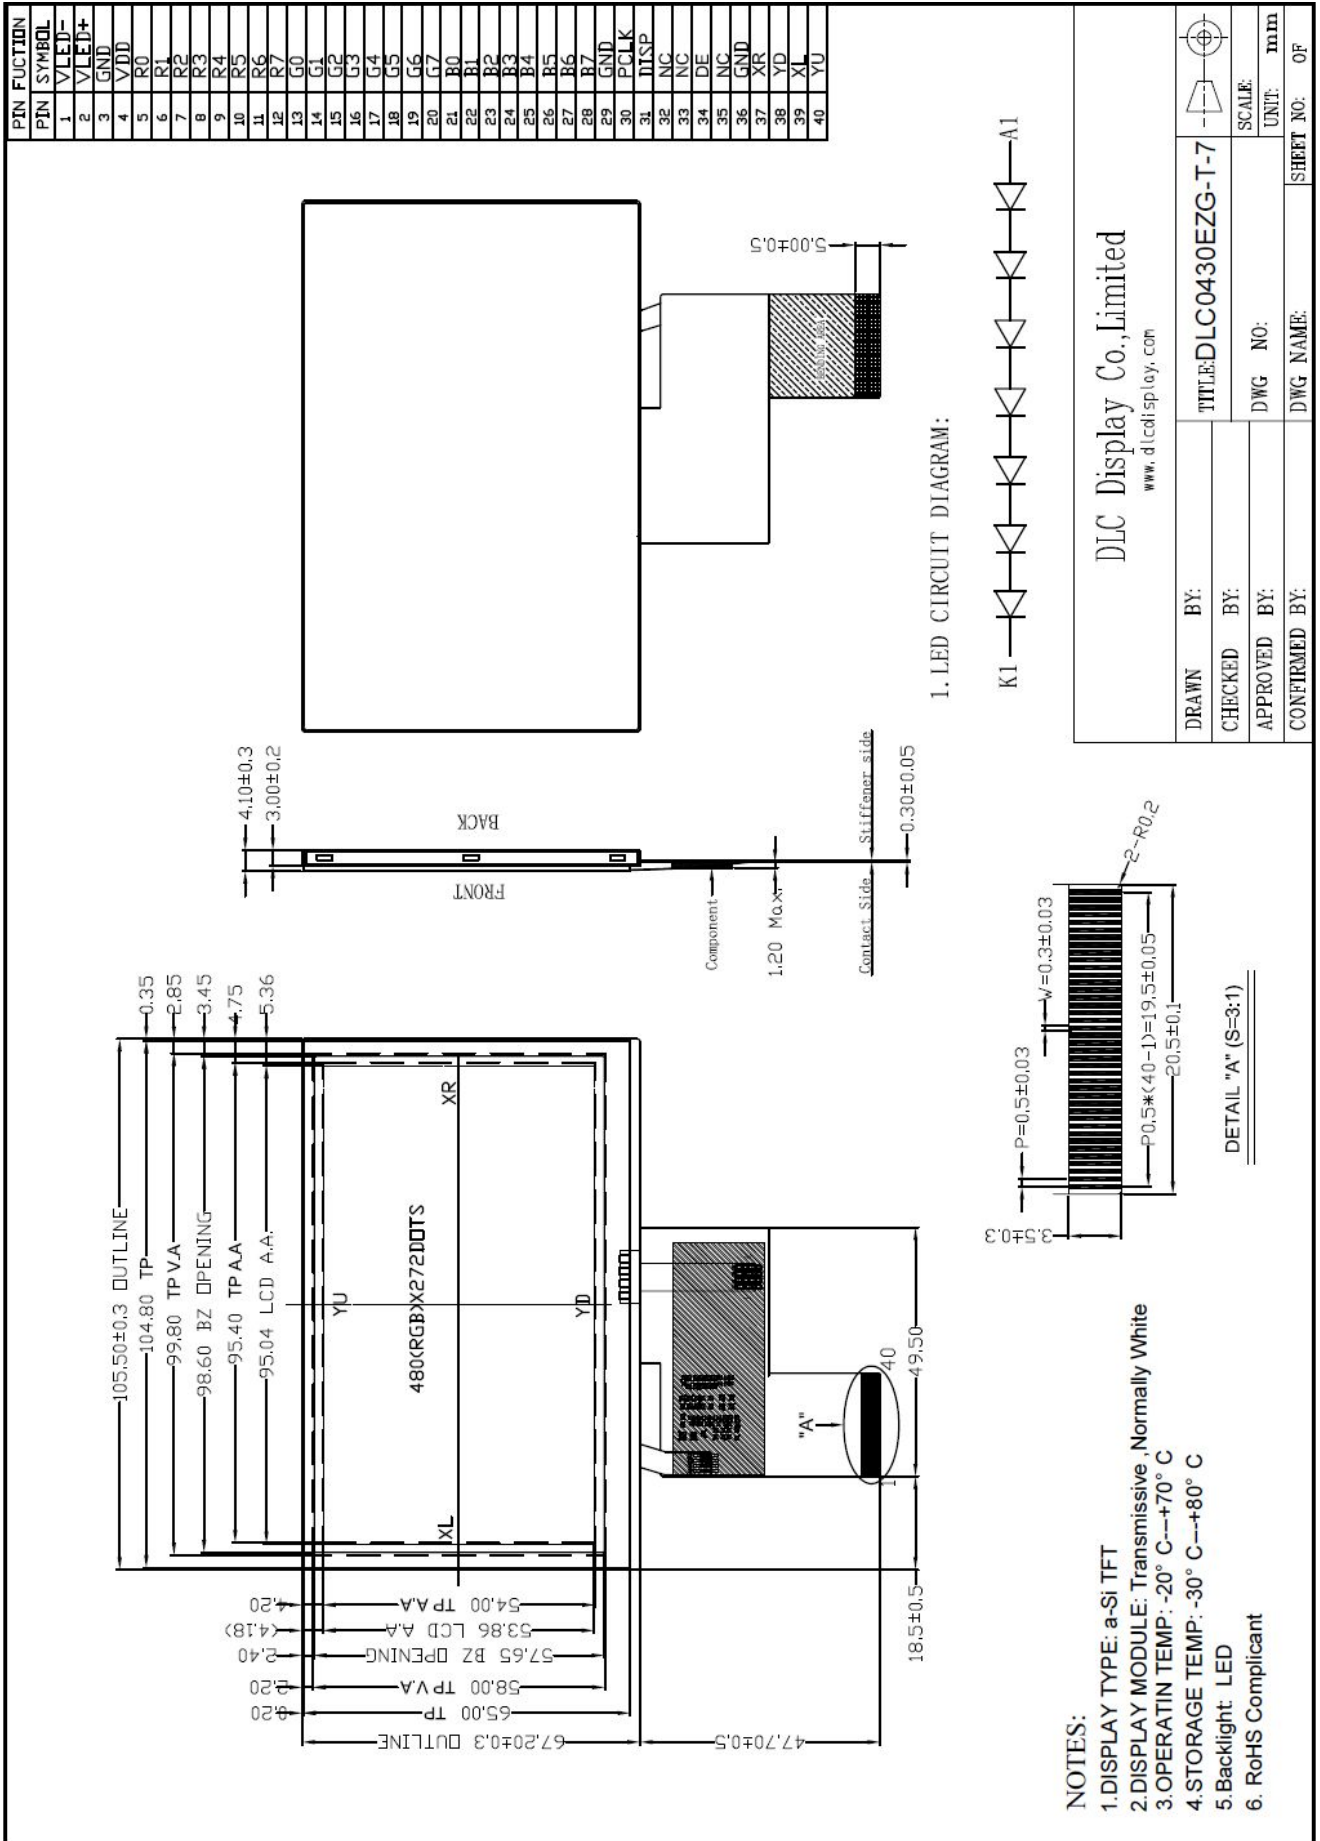 PIN FUCTION
PIN SYMBOL
1 VLED-
2 VLED+
3 GND
4 VDD
5 R0
6 R1
7 R2
8 R3
9 R4
10 R5
11 R6
12 R7
13 G0
14 G1
15 G2
16 G3
17 G4
18 G5
19 G6
20 G7
21 B0
22 B1
23 B2
24 B3
25 B4
26 B5
27 B6
28 B7
29 GND
30 PCLK
31 DISP
32 NC
33 NC
34 DE
35 NC
36 GND
37 XR
38 YD
39 XL
40 YU
105.50±0.3 OUTLINE
104.80 TP
99.80 TP V.A
98.60 BZ OPENING
95.40 TP A.A
95.04 LCD A.A.
0.35
2.85
3.45
4.75
5.36
67.20±0.3 OUTLINE
65.00 TP
58.00 TP V.A
57.65 BZ OPENING
53.86 LCD A.A
54.00 TP A.A
0.20
2.20
2.40
(4.18)
4.20
47.70±0.5
YU
480(RGB)X272DOTS
XL
XR
YD
"A"
1
40
49.50
18.5±0.5
4.10±0.3
3.00±0.2
FRONT
BACK
Component
1.20 Max.
Contact Side
Stiffener side
0.30±0.05
BENDING AREA
5.00±0.5
1. LED CIRCUIT DIAGRAM:
K1
A1
P=0.5±0.03
W=0.3±0.03
3.5±0.3
2-R0.2
P0.5*(40-1)=19.5±0.05
20.5±0.1
DETAIL "A" (S=3:1)
NOTES:
1.DISPLAY TYPE: a-Si TFT
2.DISPLAY MODULE: Transmissive ,Normally White
3.OPERATIN TEMP: -20° C---+70° C
4.STORAGE TEMP: -30° C---+80° C
5.Backlight: LED
6. RoHS Complicant
DLC Display Co.,Limited
www.dlcdisplay.com
DRAWN BY:
CHECKED BY:
APPROVED BY:
CONFIRMED BY:
TITLE:DLC0430EZG-T-7
DWG NO:
DWG NAME:
SCALE:
UNIT: mm
SHEET NO: OF